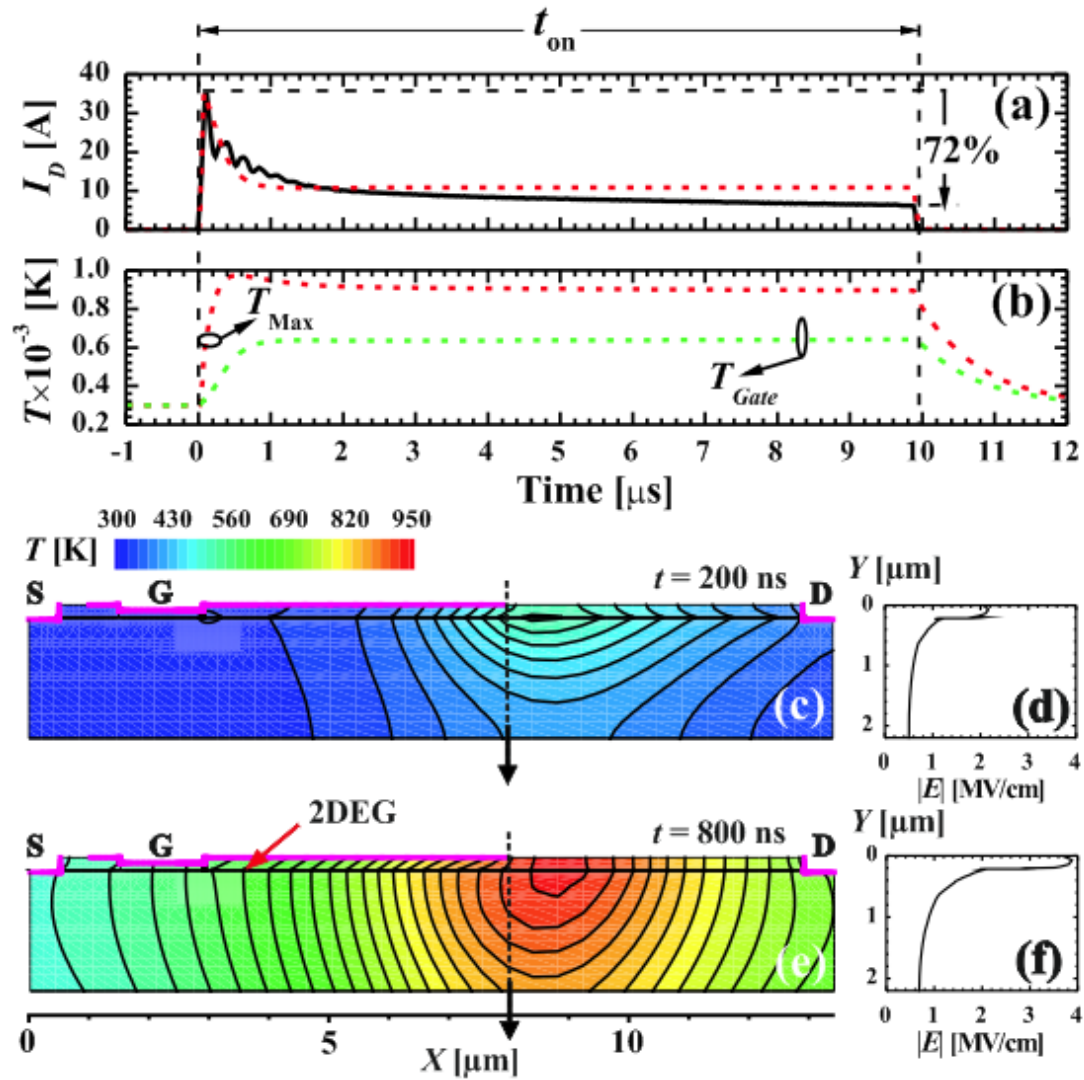 t_on
40
30
20
10
0
I_D [A]
(a)
72%
1.0
0.8
0.6
0.4
0.2
T×10⁻³ [K]
(b)
T_Max
T_Gate
-1 0 1 2 3 4 5 6 7 8 9 10 11 12
Time [μs]
300 430 560 690 820 950
T [K]
S G t = 200 ns D
(c)
Y [μm]
0
1
2
(d)
0 1 2 3 4
|E| [MV/cm]
2DEG
S G t = 800 ns D
(e)
Y [μm]
0
1
2
(f)
0 1 2 3 4
|E| [MV/cm]
0 5 10
X [μm]